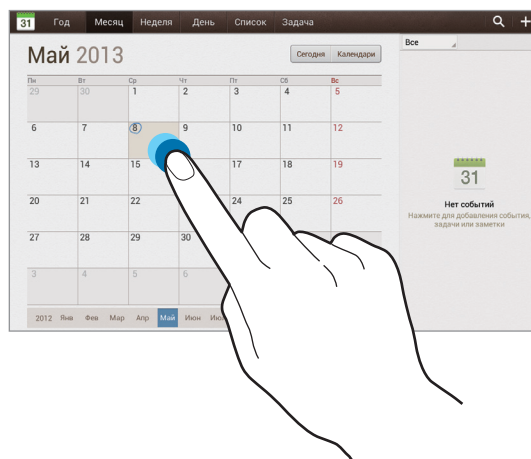 31 Год Месяц Неделя День Список Задача
Май 2013
Сегодня Календари
Пн Вт Ср Чт Пт Сб Вс
29 30 1 2 3 4 5
6 7 8 9 10 11 12
13 14 15 17 18 19
20 21 22 24 25 26
27 28 29 30
3 4 5 6
2012 Янв Фев Мар Апр Май Июн
Все
31
Нет событий
Нажмите для добавления события,
задачи или заметки